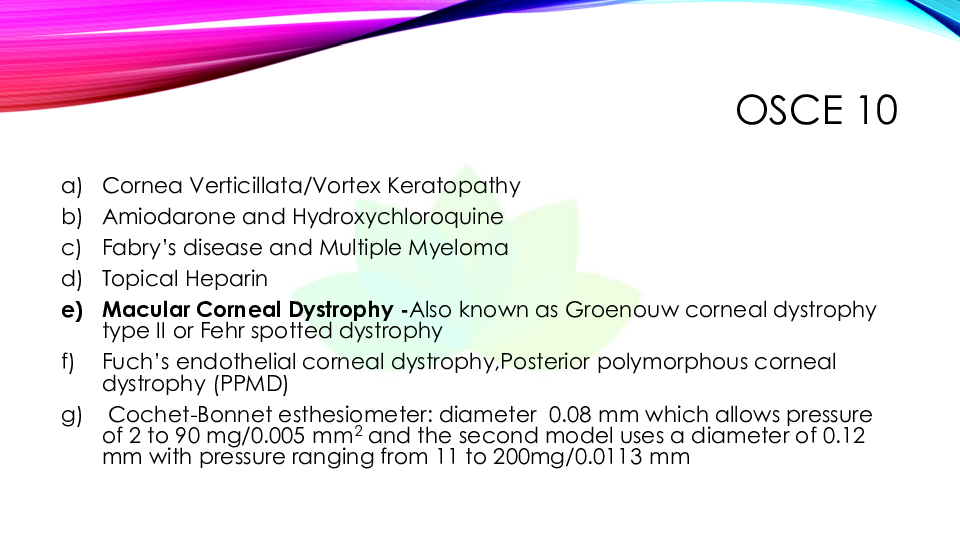 OSCE 10
a) Cornea Verticillata/Vortex Keratopathy
b) Amiodarone and Hydroxychloroquine
c) Fabry’s disease and Multiple Myeloma
d) Topical Heparin
e) Macular Corneal Dystrophy -Also known as Groenouw corneal dystrophy
type II or Fehr spotted dystrophy
f) Fuch’s endothelial corneal dystrophy,Posterior polymorphous corneal
dystrophy (PPMD)
g) Cochet-Bonnet esthesiometer: diameter 0.08 mm which allows pressure
of 2 to 90 mg/0.005 mm² and the second model uses a diameter of 0.12
mm with pressure ranging from 11 to 200mg/0.0113 mm